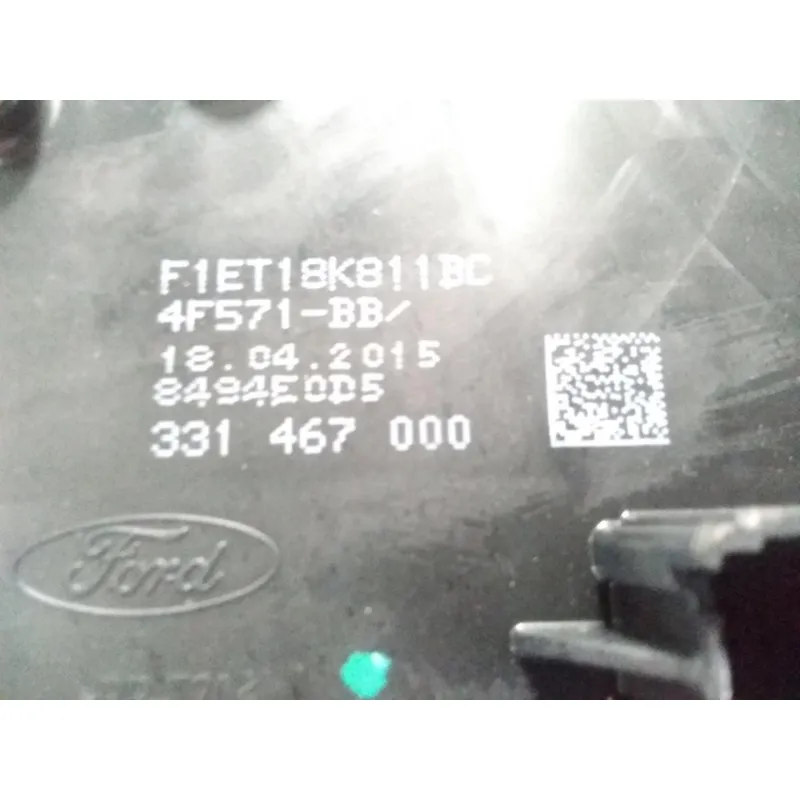 F1ET18K811BC
4F571-BB/
18.04.2015
8494E0D5
331 467 000
Ford